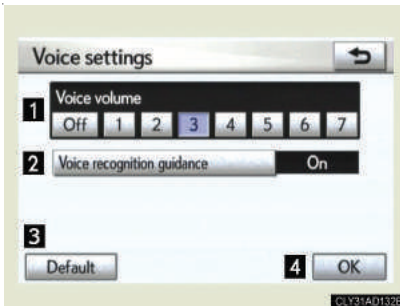 Voice settings
1
Voice volume
Off 1 2 3 4 5 6 7
2 Voice recognition guidance On
3
Default
4 OK
CLY31AD132E